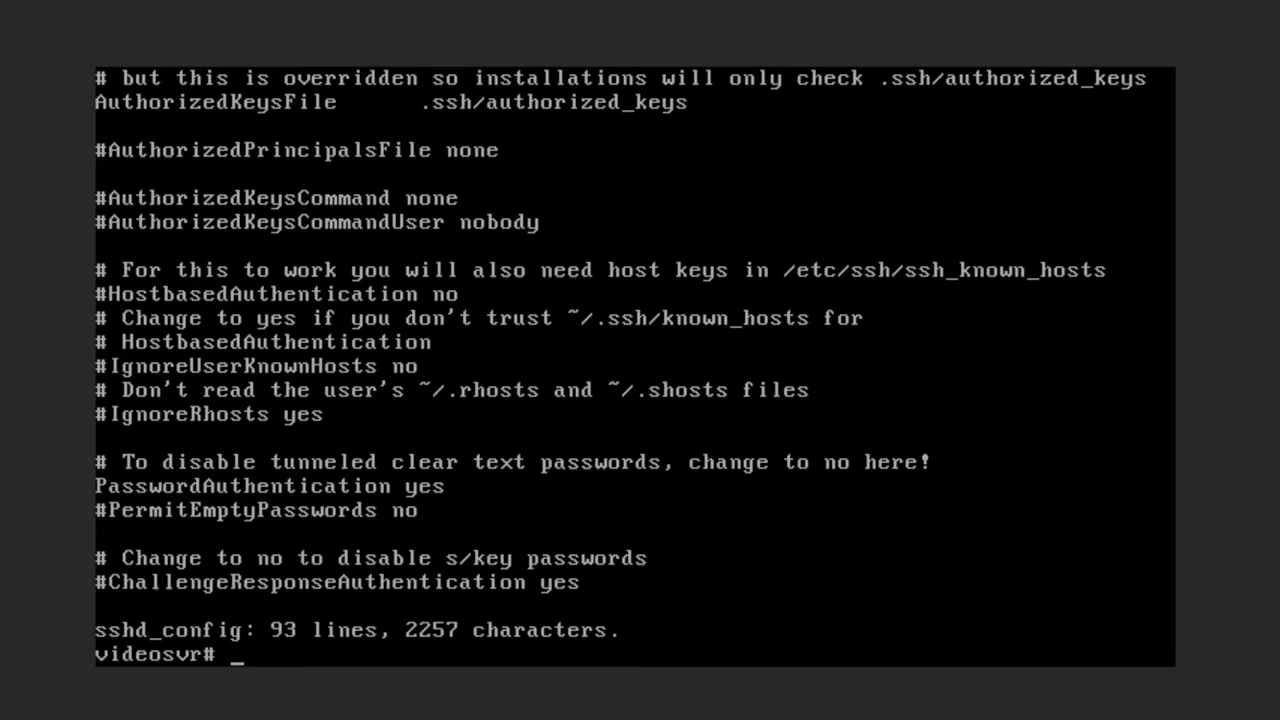 # but this is overridden so installations will only check .ssh/authorized_keys
AuthorizedKeysFile      .ssh/authorized_keys
#AuthorizedPrincipalsFile none
#AuthorizedKeysCommand none
#AuthorizedKeysCommandUser nobody
# For this to work you will also need host keys in /etc/ssh/ssh_known_hosts
#HostbasedAuthentication no
# Change to yes if you don't trust ~/.ssh/known_hosts for
# HostbasedAuthentication
#IgnoreUserKnownHosts no
# Don't read the user's ~/.rhosts and ~/.shosts files
#IgnoreRhosts yes
# To disable tunneled clear text passwords, change to no here!
PasswordAuthentication yes
#PermitEmptyPasswords no
# Change to no to disable s/key passwords
#ChallengeResponseAuthentication yes
sshd_config: 93 lines, 2257 characters.
videosvr# _